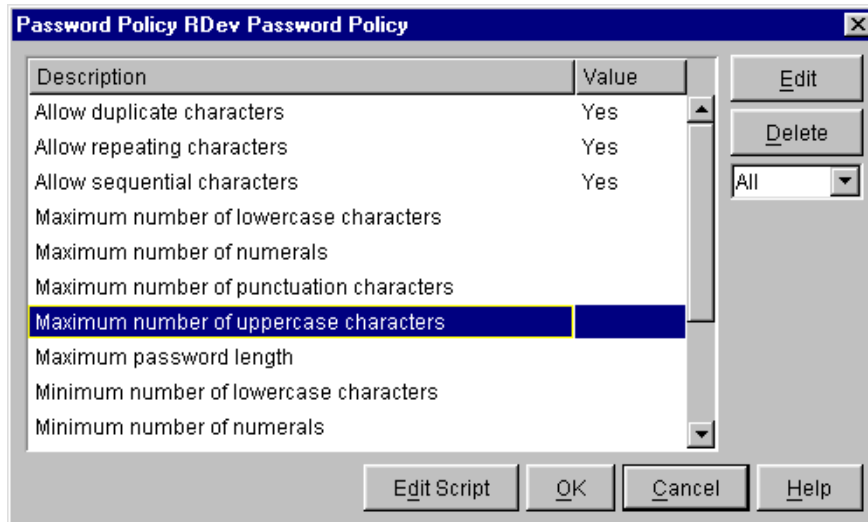 Password Policy RDev Password Policy
Description Value Edit
Allow duplicate characters Yes
Allow repeating characters Yes Delete
Allow sequential characters Yes All
Maximum number of lowercase characters
Maximum number of numerals
Maximum number of punctuation characters
Maximum number of uppercase characters
Maximum password length
Minimum number of lowercase characters
Minimum number of numerals
Edit Script OK Cancel Help